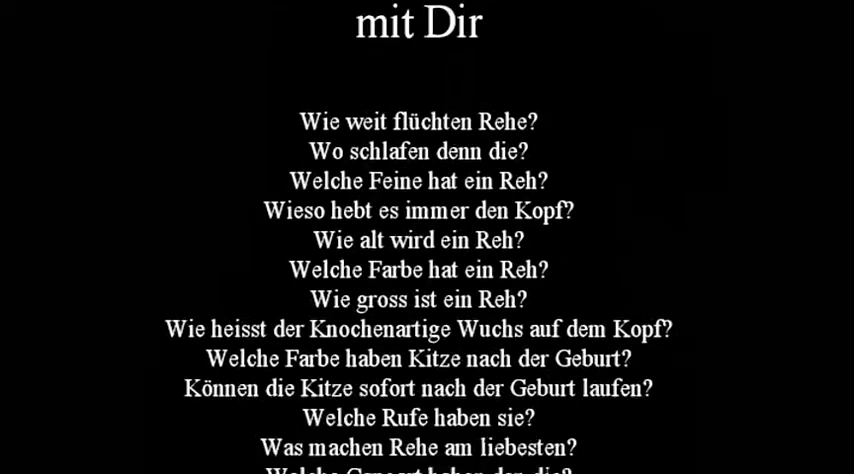 mit Dir
Wie weit flüchten Rehe?
Wo schlafen denn die?
Welche Feine hat ein Reh?
Wieso hebt es immer den Kopf?
Wie alt wird ein Reh?
Welche Farbe hat ein Reh?
Wie gross ist ein Reh?
Wie heisst der Knochenartige Wuchs auf dem Kopf?
Welche Farbe haben Kitze nach der Geburt?
Können die Kitze sofort nach der Geburt laufen?
Welche Rufe haben sie?
Was machen Rehe am liebesten?